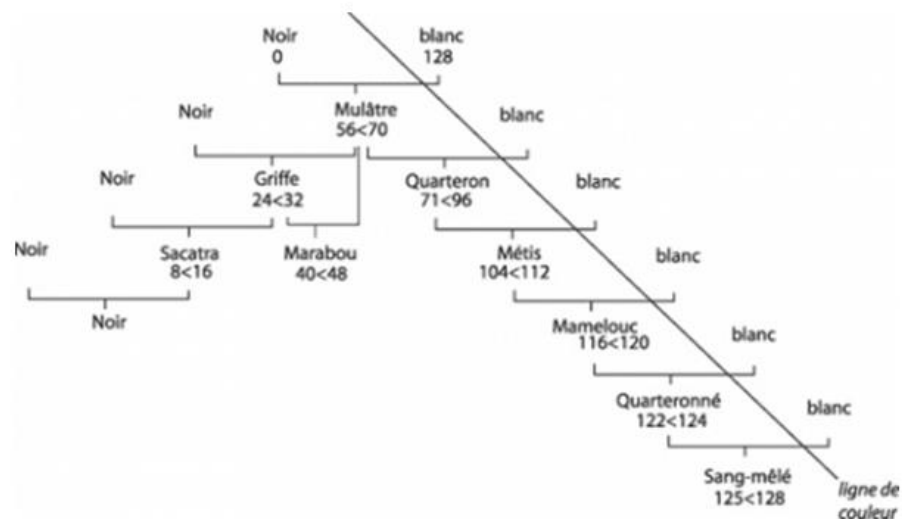 Noir
0
blanc
128
Noir
Mulâtre
56<70
blanc
Noir
Griffe
24<32
Quarteron
71<96
blanc
Noir
Sacatra
8<16
Marabou
40<48
Métis
104<112
blanc
Noir
Mamelouc
116<120
blanc
Quarteronné
122<124
blanc
Sang-mêlé
125<128
ligne de
couleur